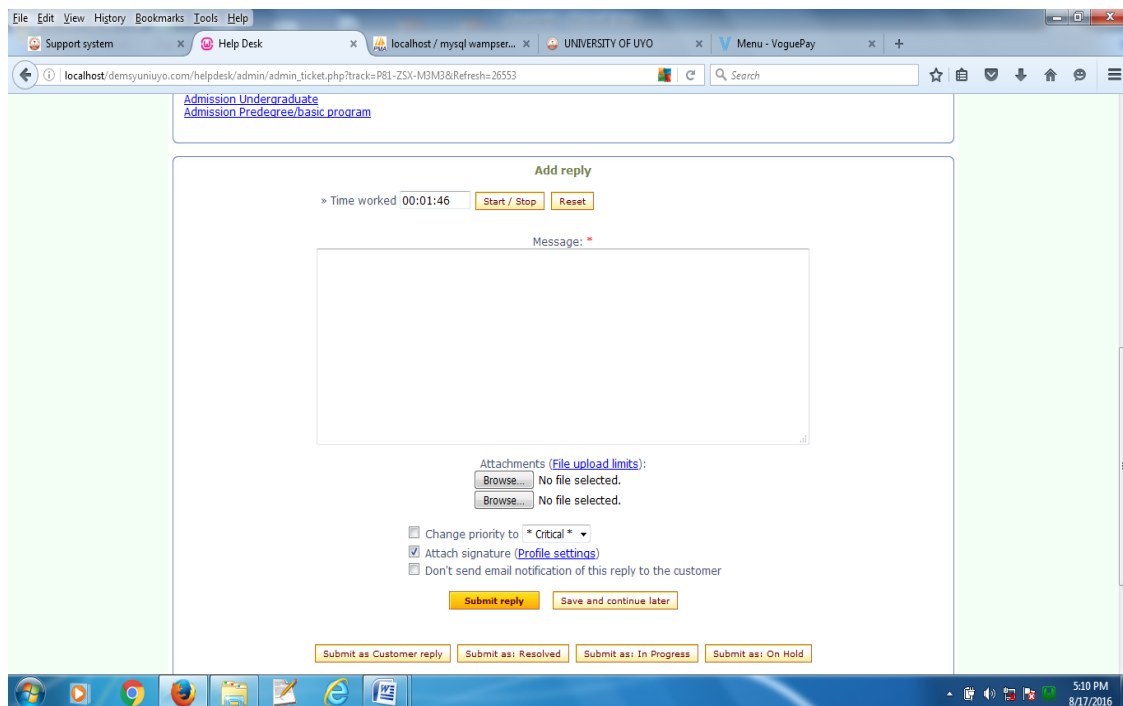 File Edit View History Bookmarks Tools Help
Support system × Help Desk × localhost / mysql wampser... × UNIVERSITY OF UYO × Menu - VoguePay × +
localhost/demsyuniuyo.com/helpdesk/admin/admin_ticket.php?track=P81-ZSX-M3M3&Refresh=26553 Search
Admission Undergraduate
Admission Predegree/basic program
Add reply
» Time worked 00:01:46 Start / Stop Reset
Message: *
Attachments (File upload limits):
Browse... No file selected.
Browse... No file selected.
Change priority to * Critical *
Attach signature (Profile settings)
Don't send email notification of this reply to the customer
Submit reply Save and continue later
Submit as Customer reply Submit as: Resolved Submit as: In Progress Submit as: On Hold
5:10 PM
8/17/2016